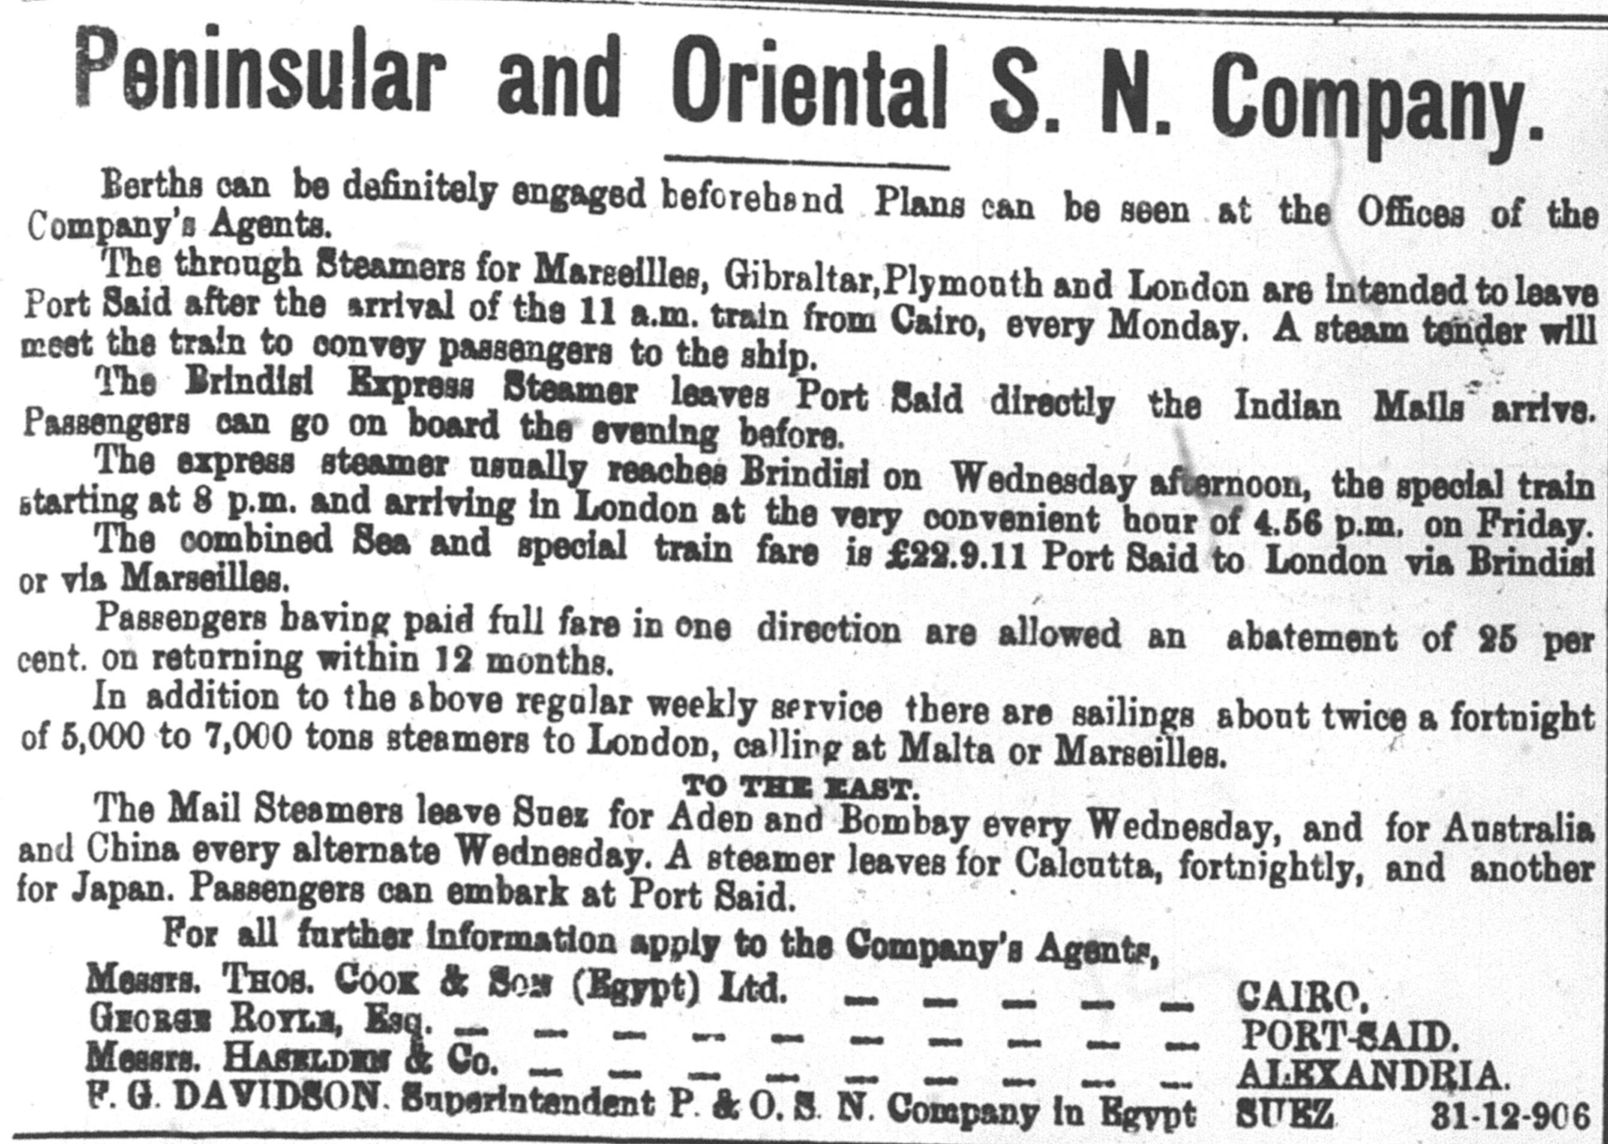 Peninsular and Oriental S. N. Company.
Berths can be definitely engaged beforehand Plans can be seen at the Offices of the
Company's Agents.
The through Steamers for Marseilles, Gibraltar, Plymouth and London are intended to leave
Port Said after the arrival of the 11 a.m. train from Cairo, every Monday. A steam tender will
meet the train to convey passengers to the ship.
The Brindisi Express Steamer leaves Port Said directly the Indian Mails arrive.
Passengers can go on board the evening before.
The express steamer usually reaches Brindisi on Wednesday afternoon, the special train
starting at 8 p.m. and arriving in London at the very convenient hour of 4.56 p.m. on Friday.
The combined Sea and special train fare is £22.9.11 Port Said to London via Brindisi
or via Marseilles.
Passengers having paid full fare in one direction are allowed an abatement of 25 per
cent. on returning within 12 months.
In addition to the above regular weekly service there are sailings about twice a fortnight
of 5,000 to 7,000 tons steamers to London, calling at Malta or Marseilles.
TO THE EAST.
The Mail Steamers leave Suez for Aden and Bombay every Wednesday, and for Australia
and China every alternate Wednesday. A steamer leaves for Calcutta, fortnightly, and another
for Japan. Passengers can embark at Port Said.
For all further information apply to the Company's Agents,
Messrs. THOS. COOK & SON (Egypt) Ltd. — — — — — CAIRO.
GEORGE ROYLE, Esq. — — — — — — — — — — PORT-SAID.
Messrs. HASELDEN & Co. — — — — — — — — — ALEXANDRIA.
F. G. DAVIDSON. Superintendent P. & O. S. N. Company in Egypt SUEZ 31-12-906